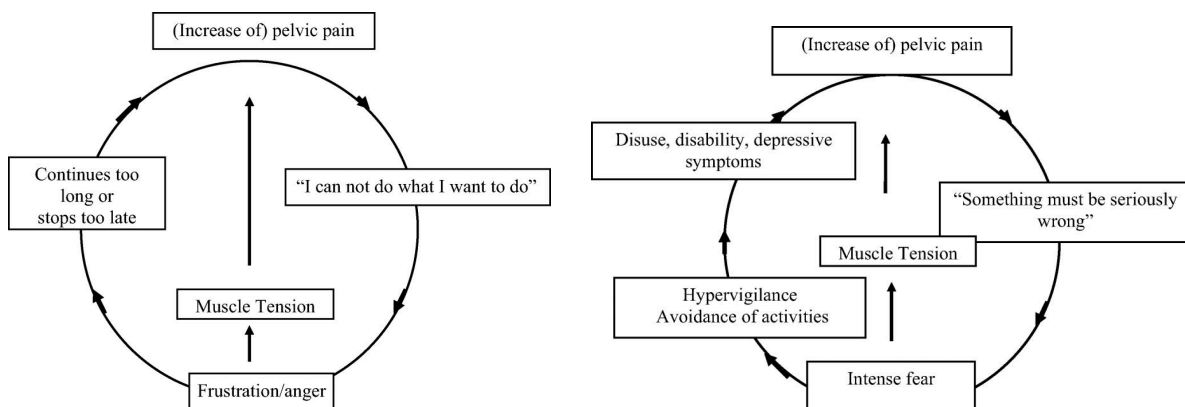 (Increase of) pelvic pain
Continues too
long or
stops too late
“I can not do what I want to do”
Muscle Tension
Frustration/anger
(Increase of) pelvic pain
Disuse, disability, depressive
symptoms
“Something must be seriously
wrong”
Muscle Tension
Hypervigilance
Avoidance of activities
Intense fear